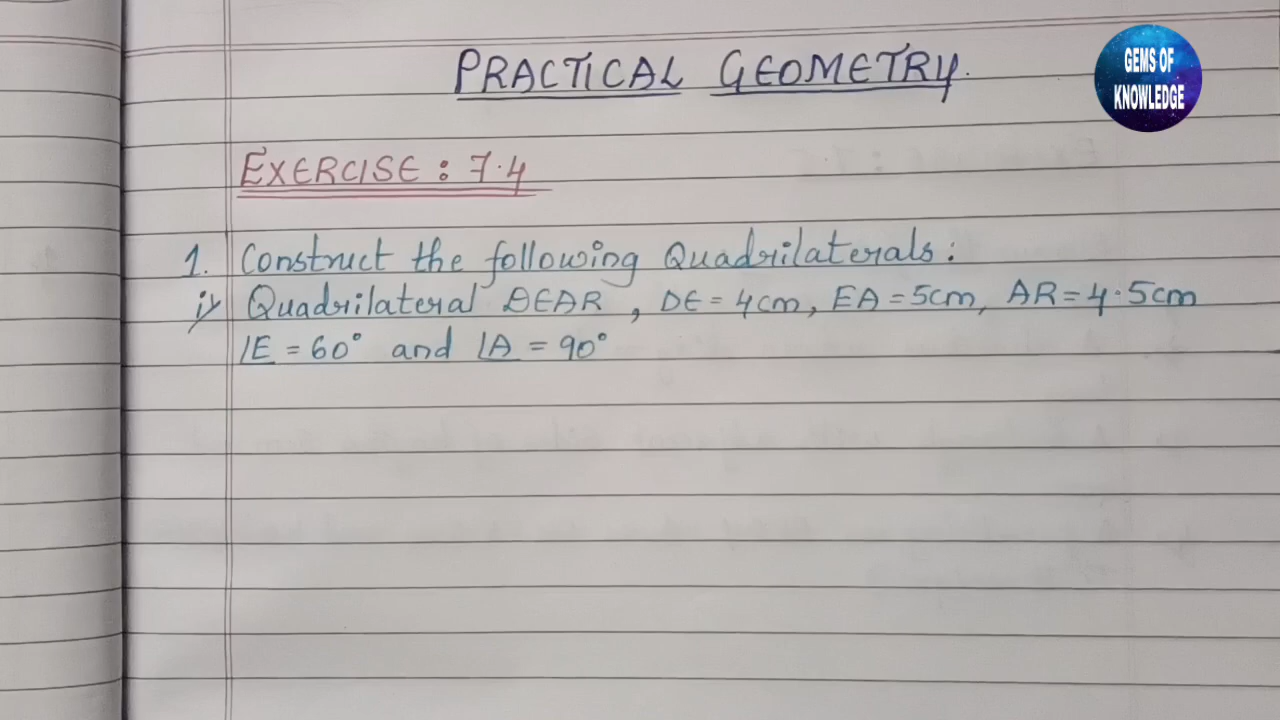 PRACTICAL GEOMETRY.
GEMS OF
KNOWLEDGE
EXERCISE : 7.4
1. Construct the following Quadrilaterals :
i) Quadrilateral DEAR, DE = 4cm, EA = 5cm, AR = 4.5cm
∠E = 60° and ∠A = 90°